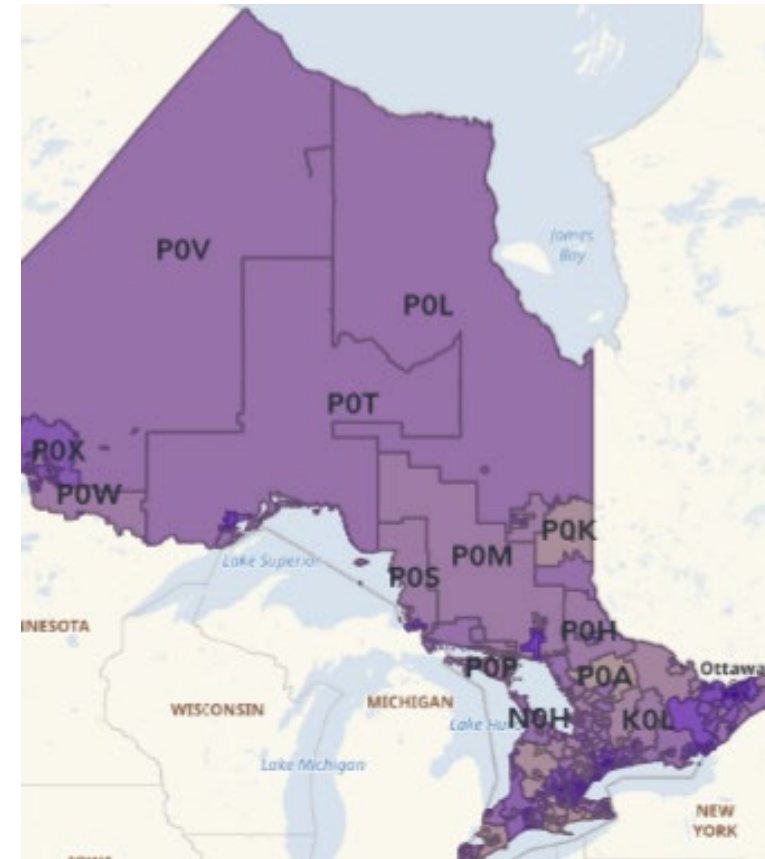 P0V
James
Bay
P0L
P0T
P0X
P0W
P0K
Lake Superior
P0M
P0S
NNESOTA
P0H
P0P
P0A
Ottawa
WISCONSIN
MICHIGAN
N0H
K0L
Lake Hu
Lake Michigan
NEW
YORK